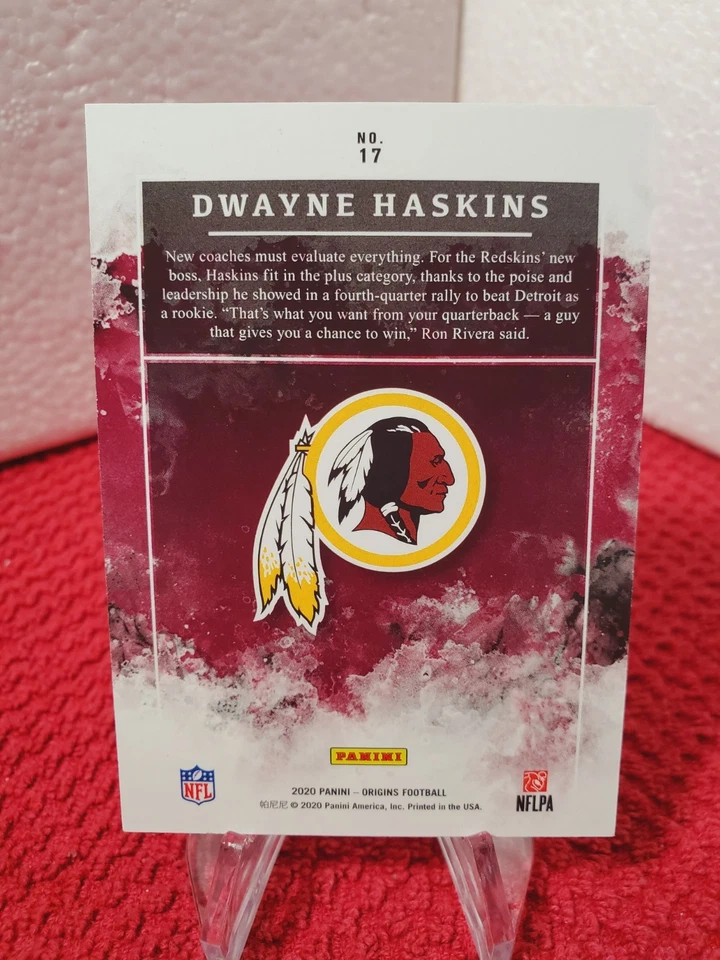 NO.
17
DWAYNE HASKINS
New coaches must evaluate everything. For the Redskins' new
boss, Haskins fit in the plus category, thanks to the poise and
leadership he showed in a fourth-quarter rally to beat Detroit as
a rookie. “That's what you want from your quarterback — a guy
that gives you a chance to win,” Ron Rivera said.
PANINI
NFL
2020 PANINI – ORIGINS FOOTBALL
帕尼尼 © 2020 Panini America, Inc. Printed in the USA.
NFLPA